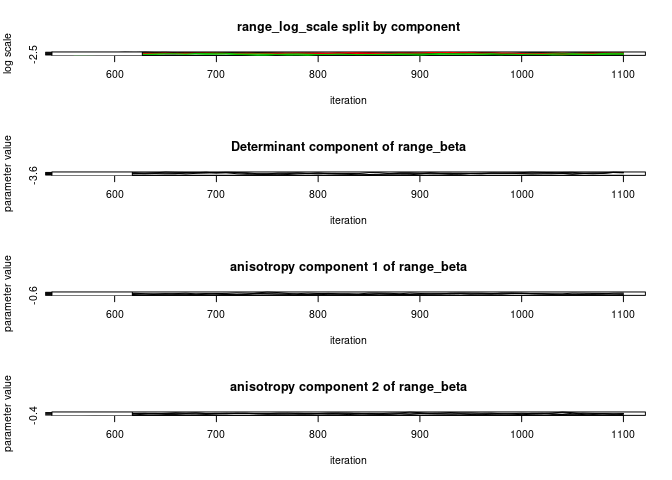 range_log_scale split by component
log scale
-2.5
600 700 800 900 1000 1100
iteration
Determinant component of range_beta
parameter value
-3.6
600 700 800 900 1000 1100
iteration
anisotropy component 1 of range_beta
parameter value
-0.6
600 700 800 900 1000 1100
iteration
anisotropy component 2 of range_beta
parameter value
-0.4
600 700 800 900 1000 1100
iteration